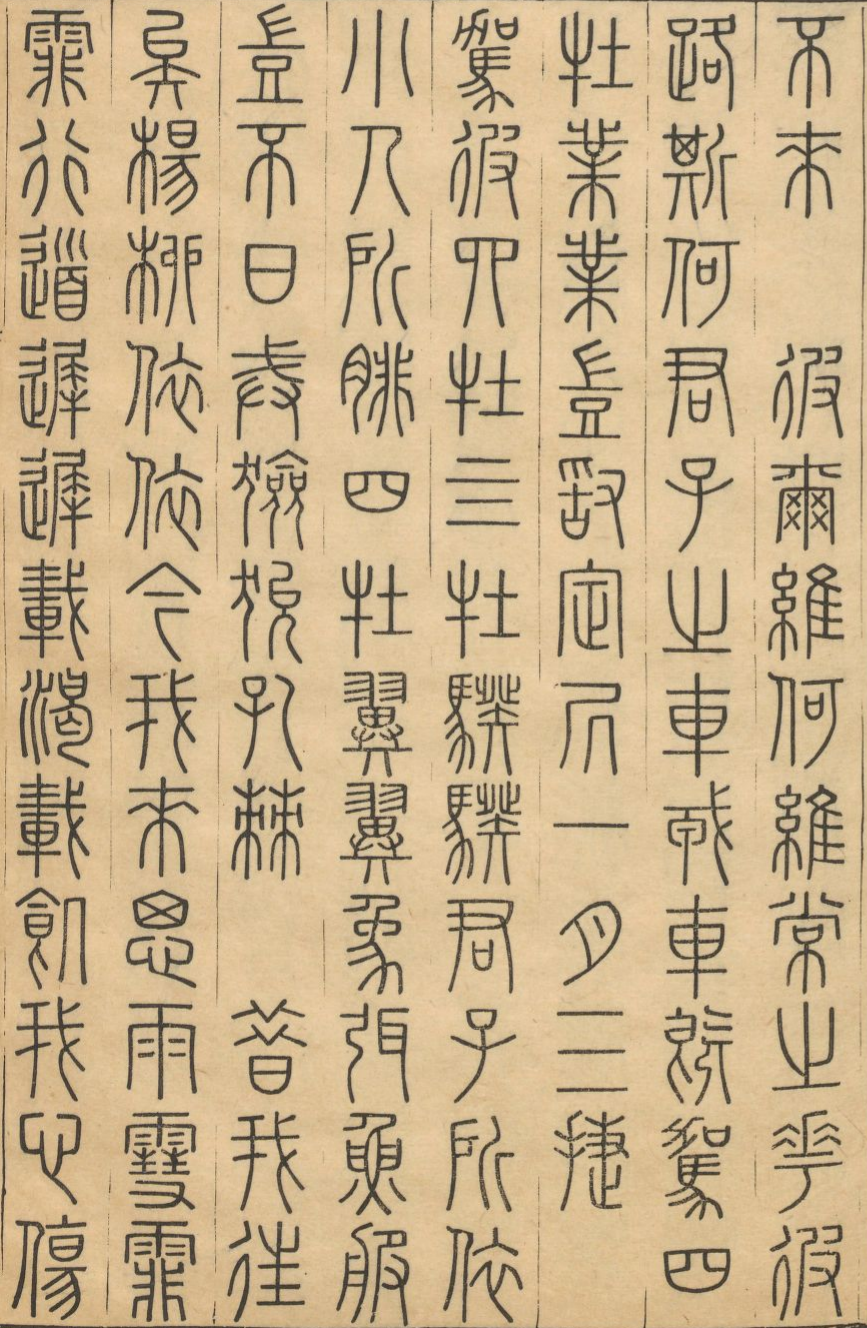 不來　彼爾維何維常之華彼
路斯何君子之車戎車既駕四
牡業業豈敢定居一月三捷
駕彼四牡四牡騤騤君子所依
小人所腓四牡翼翼象弭魚服
豈不日戒獫狁孔棘　昔我往
矣楊柳依依今我來思雨雪霏
霏行道遲遲載渴載飢我心傷